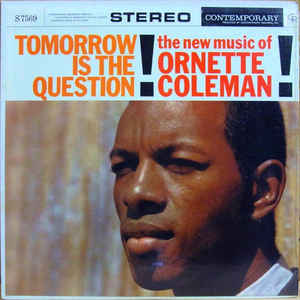 S7569
STEREO
CONTEMPORARY
TOMORROW
IS THE
QUESTION!
the new music of
ORNETTE
COLEMAN!